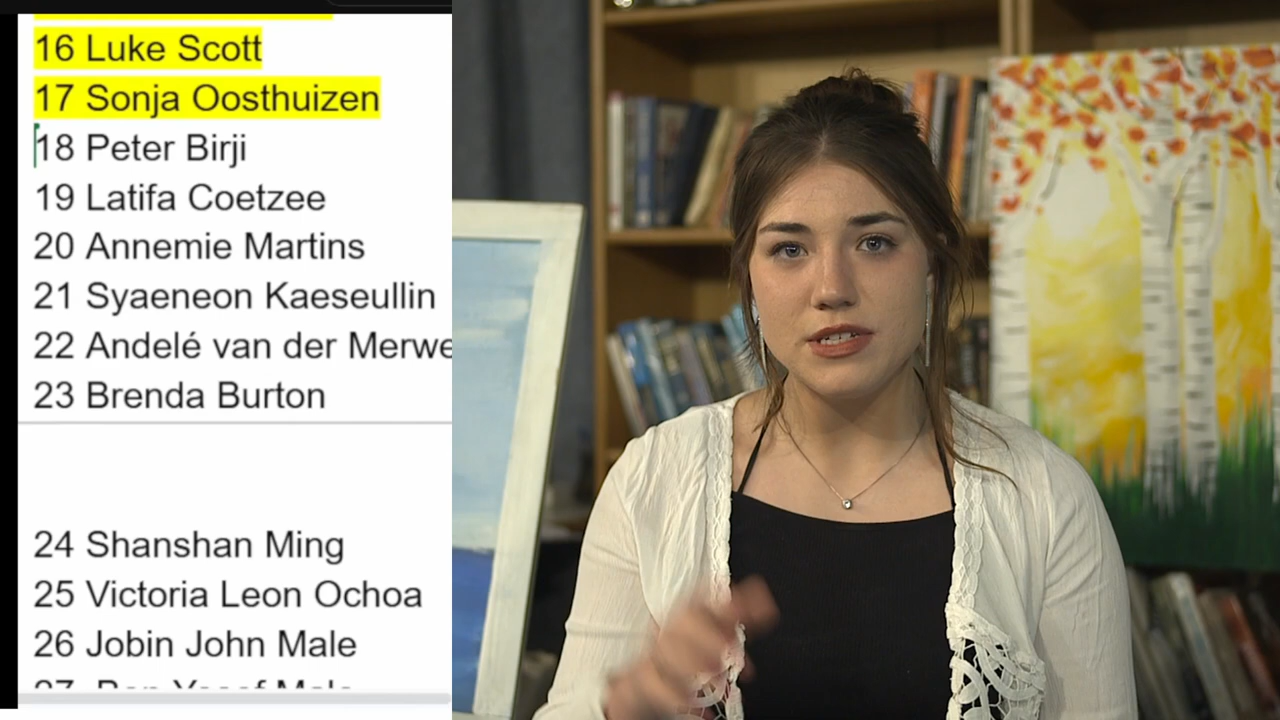 16 Luke Scott
17 Sonja Oosthuizen
18 Peter Birji
19 Latifa Coetzee
20 Annemie Martins
21 Syaeneon Kaeseullin
22 Andelé van der Merwe
23 Brenda Burton
24 Shanshan Ming
25 Victoria Leon Ochoa
26 Jobin John Male